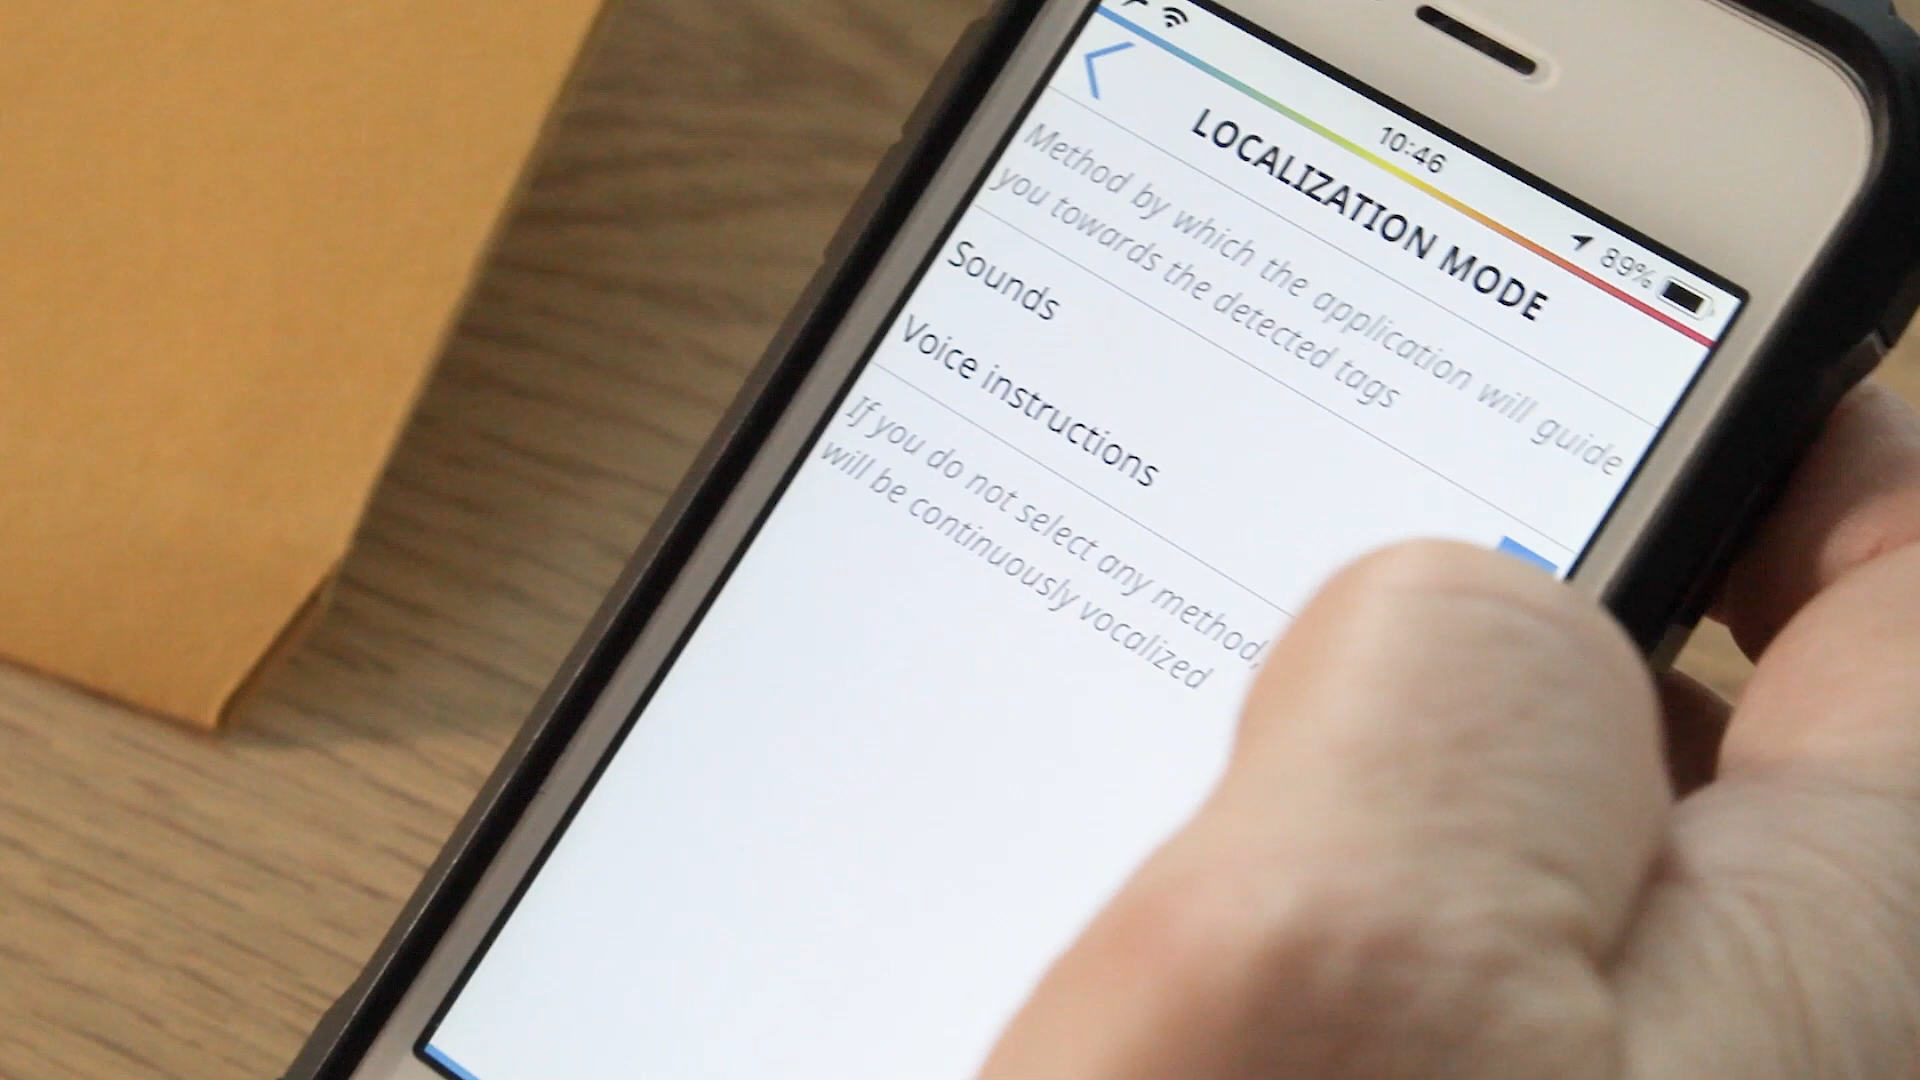 10:46
89%
LOCALIZATION MODE
Method by which the application will guide
you towards the detected tags
Sounds
Voice instructions
If you do not select any method,
will be continuously vocalized